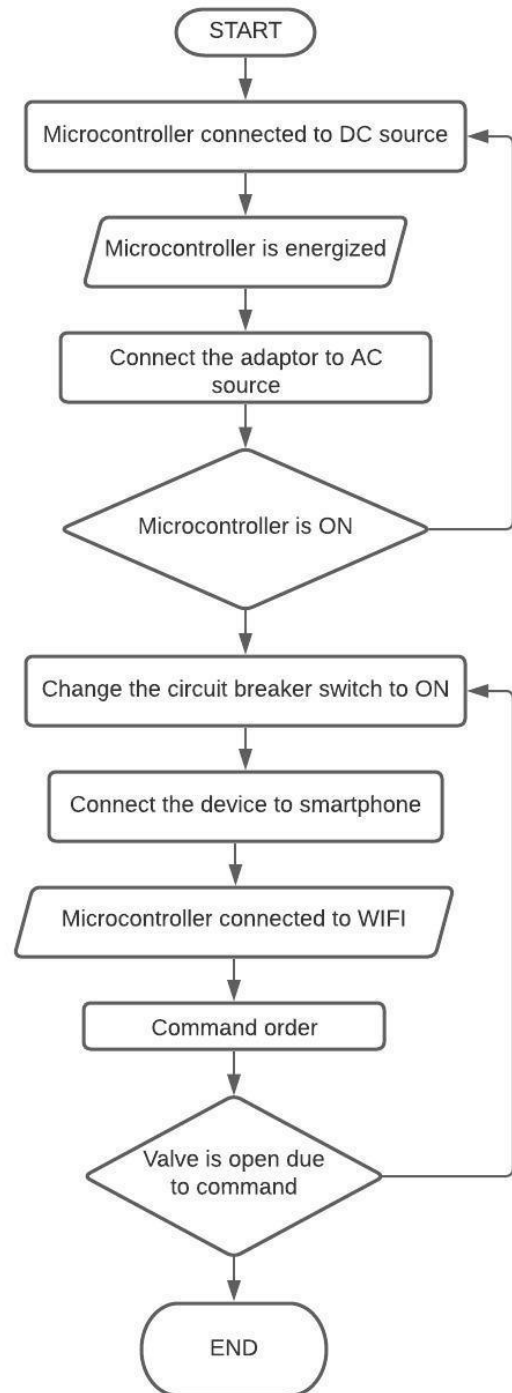 START
Microcontroller connected to DC source
Microcontroller is energized
Connect the adaptor to AC
source
Microcontroller is ON
Change the circuit breaker switch to ON
Connect the device to smartphone
Microcontroller connected to WIFI
Command order
Valve is open due
to command
END